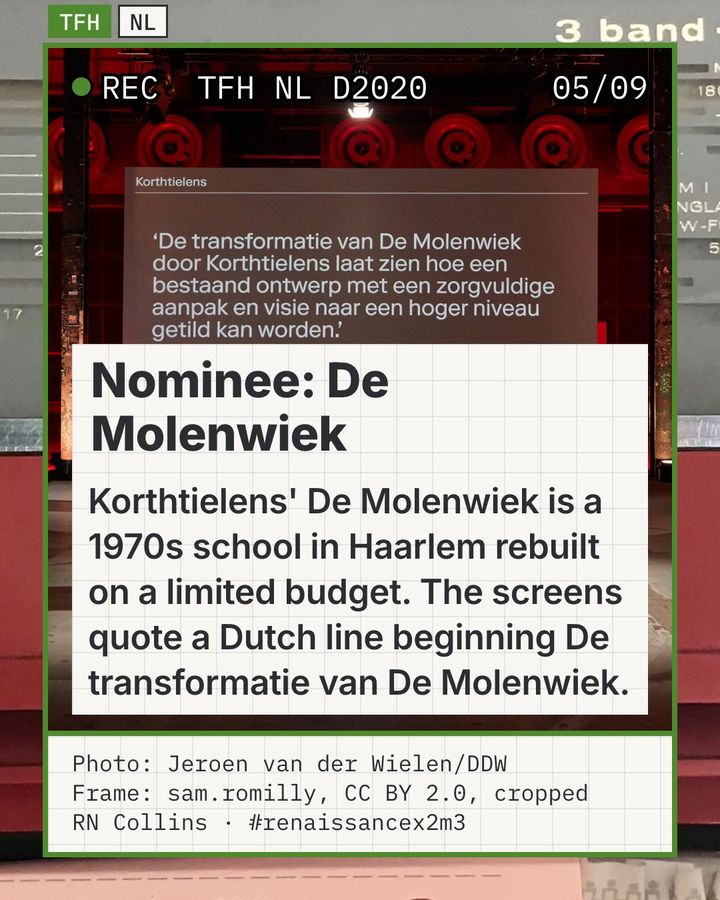 TFH NL
3 band
REC TFH NL D2020 05/09
Korthtielens
‘De transformatie van De Molenwiek
door Korthtielens laat zien hoe een
bestaand ontwerp met een zorgvuldige
aanpak en visie naar een hoger niveau
getild kan worden.’
17
Nominee: De
Molenwiek
Korthtielens' De Molenwiek is a
1970s school in Haarlem rebuilt
on a limited budget. The screens
quote a Dutch line beginning De
transformatie van De Molenwiek.
Photo: Jeroen van der Wielen/DDW
Frame: sam.romilly, CC BY 2.0, cropped
RN Collins · #renaissancex2m3